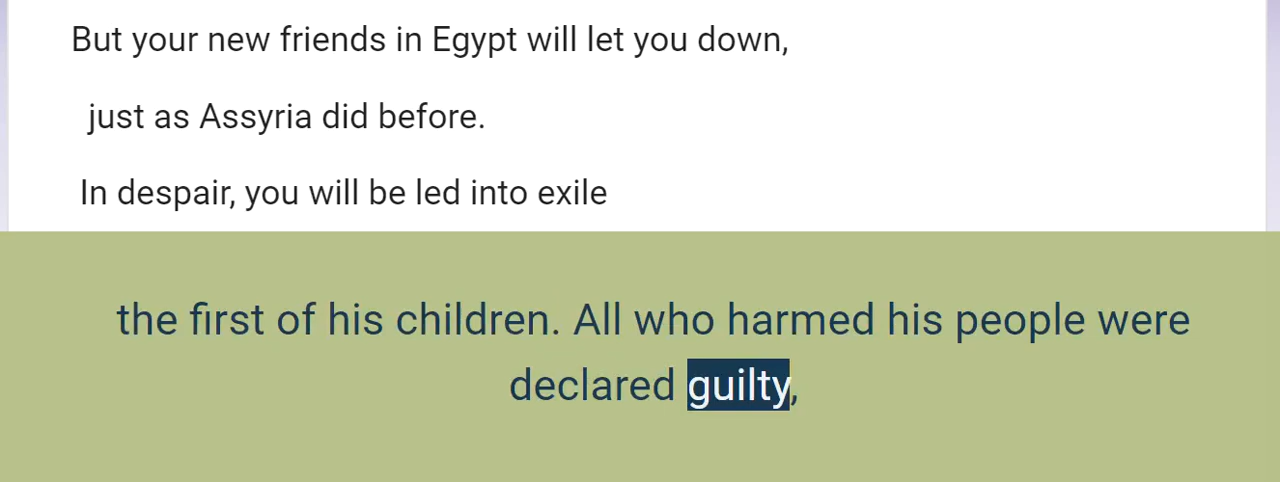 But your new friends in Egypt will let you down,
just as Assyria did before.
In despair, you will be led into exile
the first of his children. All who harmed his people were
declared guilty,